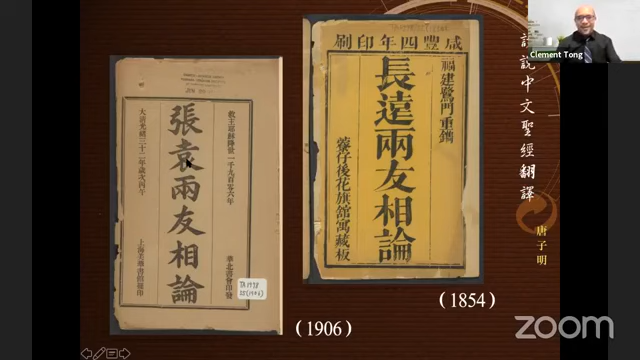 Clement Tong
說中文聖經翻譯
唐子明
咸豐四年印刷
福建鷺門重鐫
長遠兩友相論
藔仔後花旗舘寓藏板
(1854)
救主耶穌降世一千九百零六年
華北書會印發
張袁兩友相論
大清光緒三十二年歲次丙午
上海美華書館擺印
(1906)
zoom